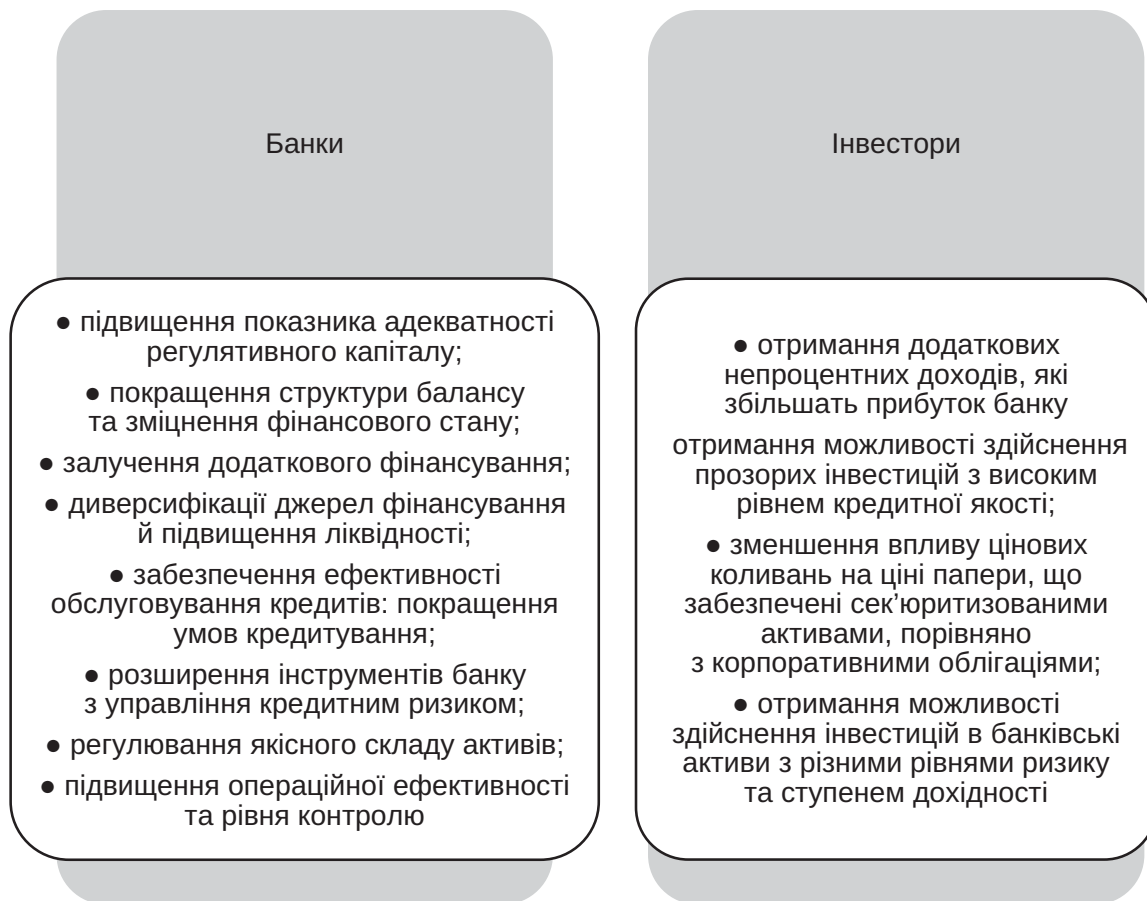 Банки
● підвищення показника адекватності
регулятивного капіталу;
● покращення структури балансу
та зміцнення фінансового стану;
● залучення додаткового фінансування;
● диверсифікації джерел фінансування
й підвищення ліквідності;
● забезпечення ефективності
обслуговування кредитів: покращення
умов кредитування;
● розширення інструментів банку
з управління кредитним ризиком;
● регулювання якісного складу активів;
● підвищення операційної ефективності
та рівня контролю
Інвестори
● отримання додаткових
непроцентних доходів, які
збільшать прибуток банку
отримання можливості здійснення
прозорих інвестицій з високим
рівнем кредитної якості;
● зменшення впливу цінових
коливань на ціні папери, що
забезпечені сек’юритизованими
активами, порівняно
з корпоративними облігаціями;
● отримання можливості
здійснення інвестицій в банківські
активи з різними рівнями ризику
та ступенем дохідності